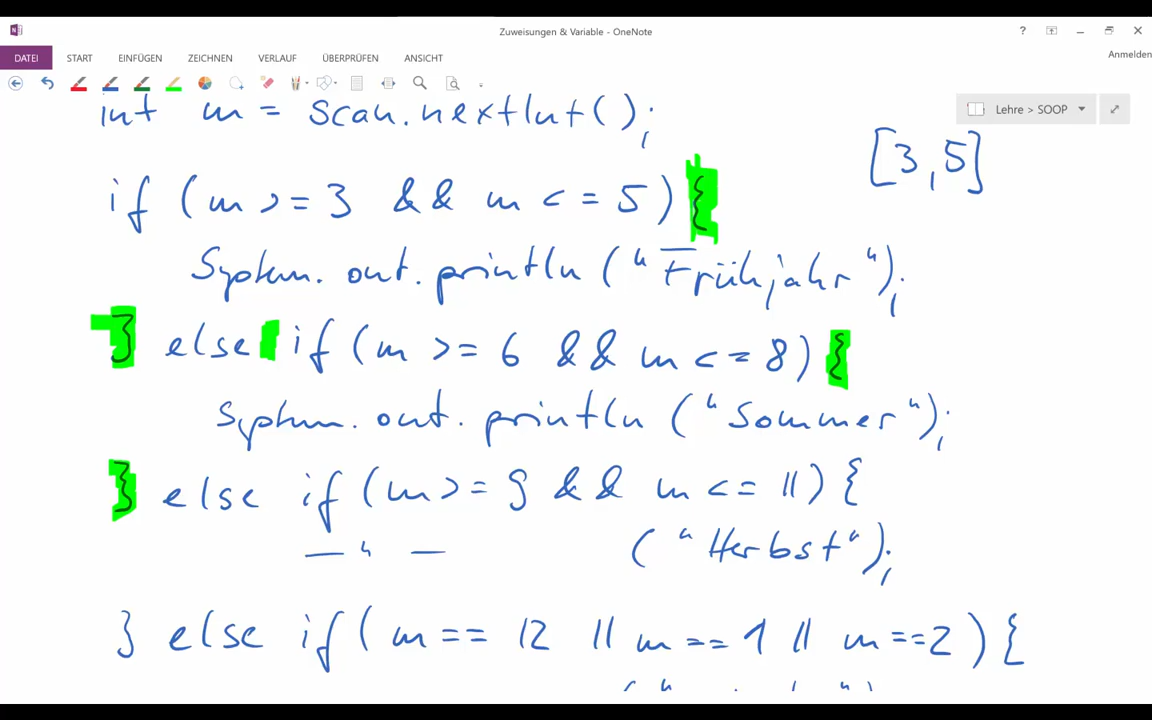 Zuweisungen & Variable - OneNote
DATEI START EINFÜGEN ZEICHNEN VERLAUF ÜBERPRÜFEN ANSICHT
Anmelden
Lehre > SOOP
int m = scan.nextInt();
[3,5]
if (m >= 3 && m <= 5) {
System.out.println ("Frühjahr");
} else if (m >= 6 && m <= 8) {
System.out.println ("Sommer");
} else if (m >= 9 && m <= 11) {
— " — ("Herbst");
} else if (m == 12 || m == 1 || m == 2) {